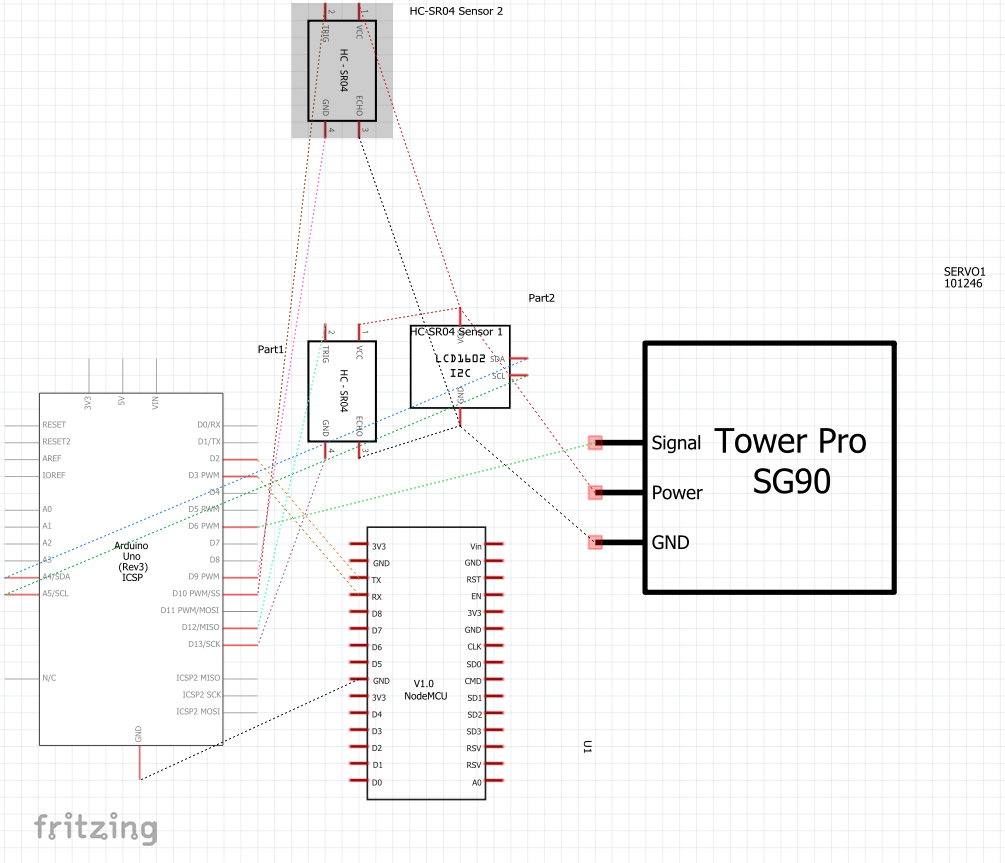 HC-SR04 Sensor 2
2
1
TRIG
VCC
HC - SR04
GND
ECHO
4
3
SERVO1
101246
Part2
HC-SR04 Sensor 1
VCC
LCD1602
I2C
SDA
SCL
GND
Part1
2
1
TRIG
VCC
HC - SR04
GND
ECHO
4
3
3V3
5V
VIN
RESET
RESET2
AREF
IOREF
A0
A1
A2
A3
A4/SDA
A5/SCL
N/C
Arduino
Uno
(Rev3)
ICSP
D0/RX
D1/TX
D2
D3 PWM
D4
D5 PWM
D6 PWM
D7
D8
D9 PWM
D10 PWM/SS
D11 PWM/MOSI
D12/MISO
D13/SCK
ICSP2 MISO
ICSP2 SCK
ICSP2 MOSI
GND
Signal
Power
GND
Tower Pro
SG90
3V3
GND
TX
RX
D8
D7
D6
D5
GND
3V3
D4
D3
D2
D1
D0
V1.0
NodeMCU
Vin
GND
RST
EN
3V3
GND
CLK
SD0
CMD
SD1
SD2
SD3
RSV
RSV
A0
U1
fritzing